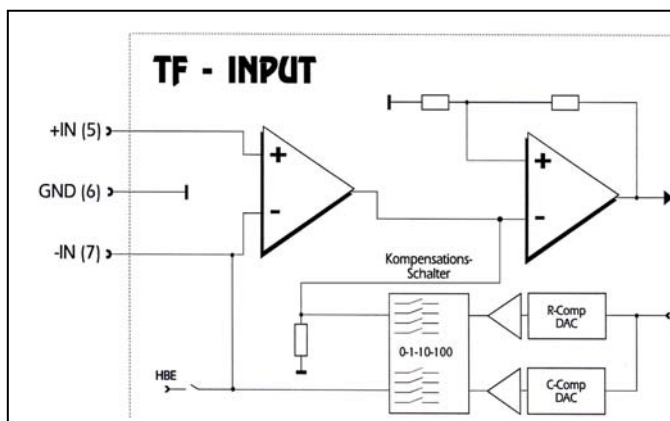 TF - INPUT
+IN (5)
GND (6)
-IN (7)
+
-
+
-
Kompensations-
Schalter
0-1-10-100
R-Comp
DAC
C-Comp
DAC
HBE